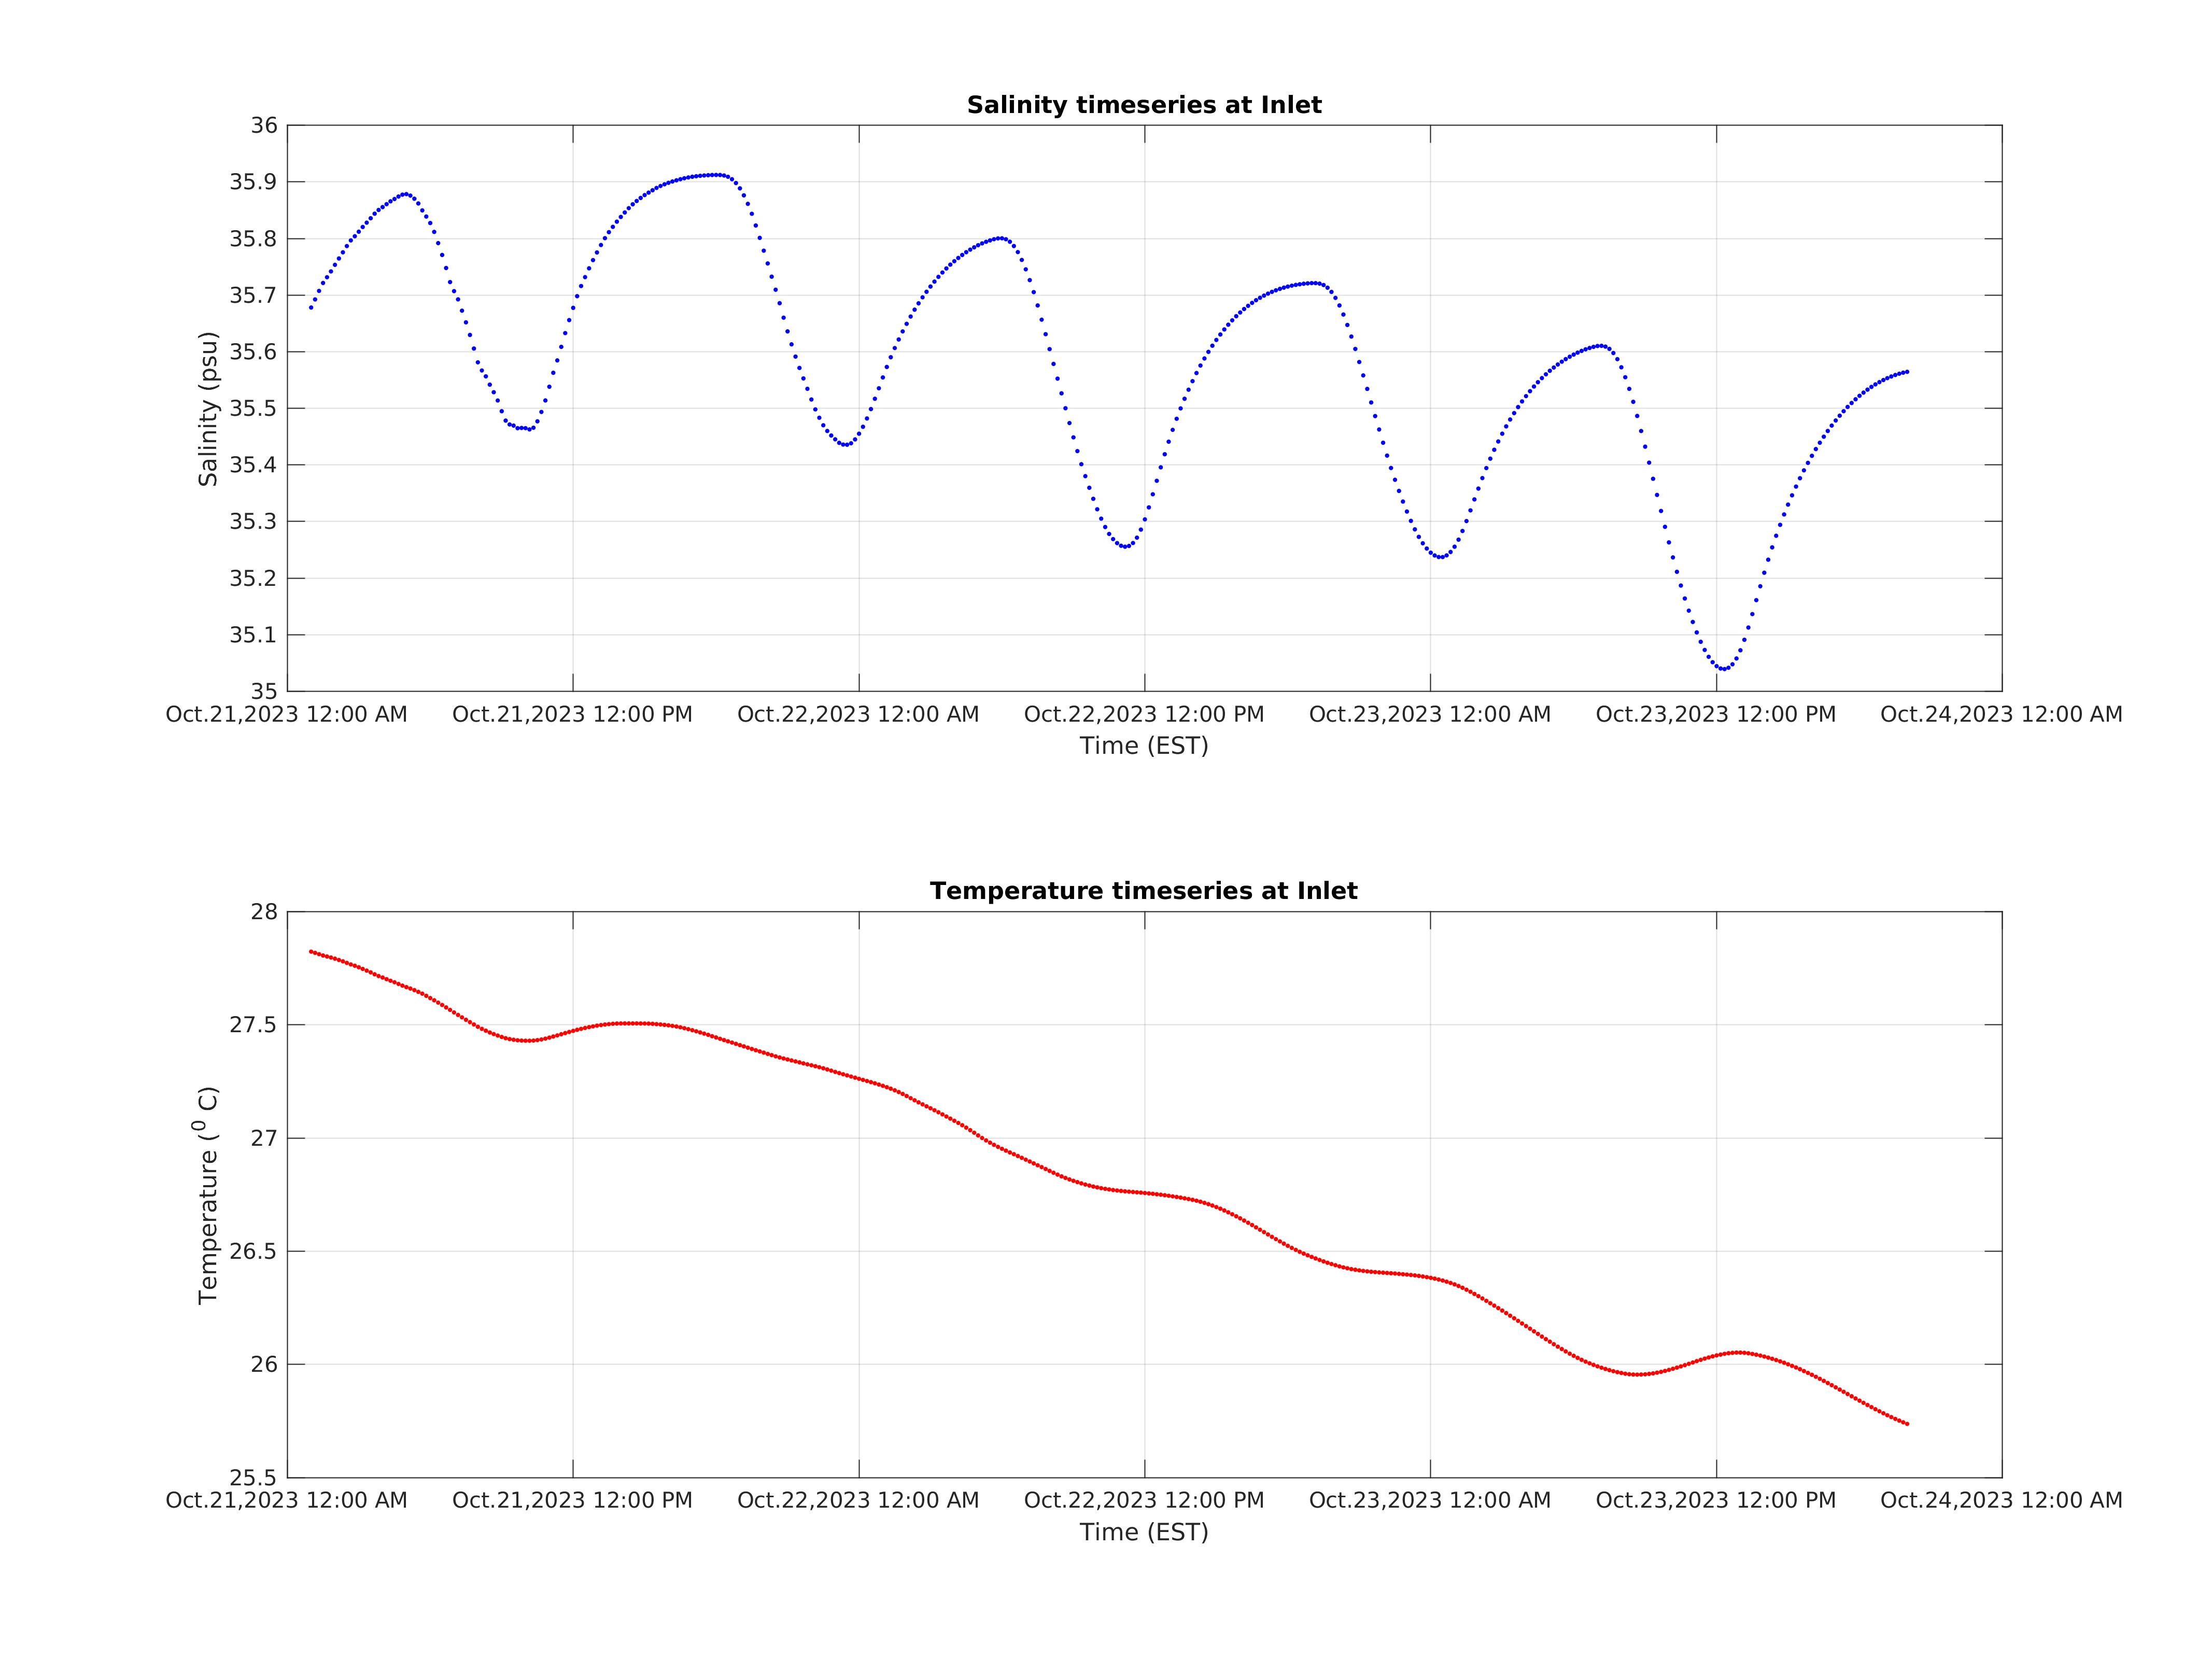 Salinity timeseries at Inlet
36
35.9
35.8
35.7
35.6
35.5
35.4
35.3
35.2
35.1
35
Salinity (psu)
Oct.21,2023 12:00 AM Oct.21,2023 12:00 PM Oct.22,2023 12:00 AM Oct.22,2023 12:00 PM Oct.23,2023 12:00 AM Oct.23,2023 12:00 PM Oct.24,2023 12:00 AM
Time (EST)
Temperature timeseries at Inlet
28
27.5
27
26.5
26
25.5
Temperature (⁰ C)
Oct.21,2023 12:00 AM Oct.21,2023 12:00 PM Oct.22,2023 12:00 AM Oct.22,2023 12:00 PM Oct.23,2023 12:00 AM Oct.23,2023 12:00 PM Oct.24,2023 12:00 AM
Time (EST)